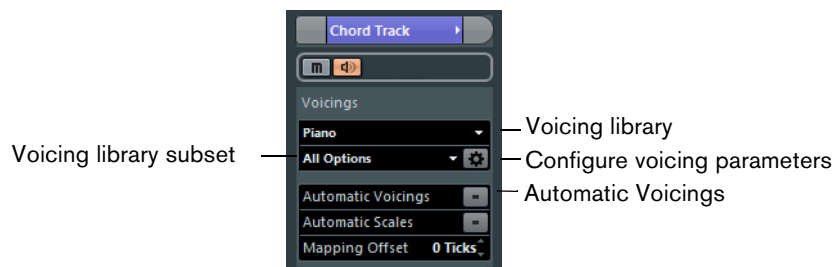 Chord Track
m
Voicings
Piano
Voicing library
Voicing library subset
All Options
Configure voicing parameters
Automatic Voicings
Automatic Voicings
Automatic Scales
Mapping Offset 0 Ticks